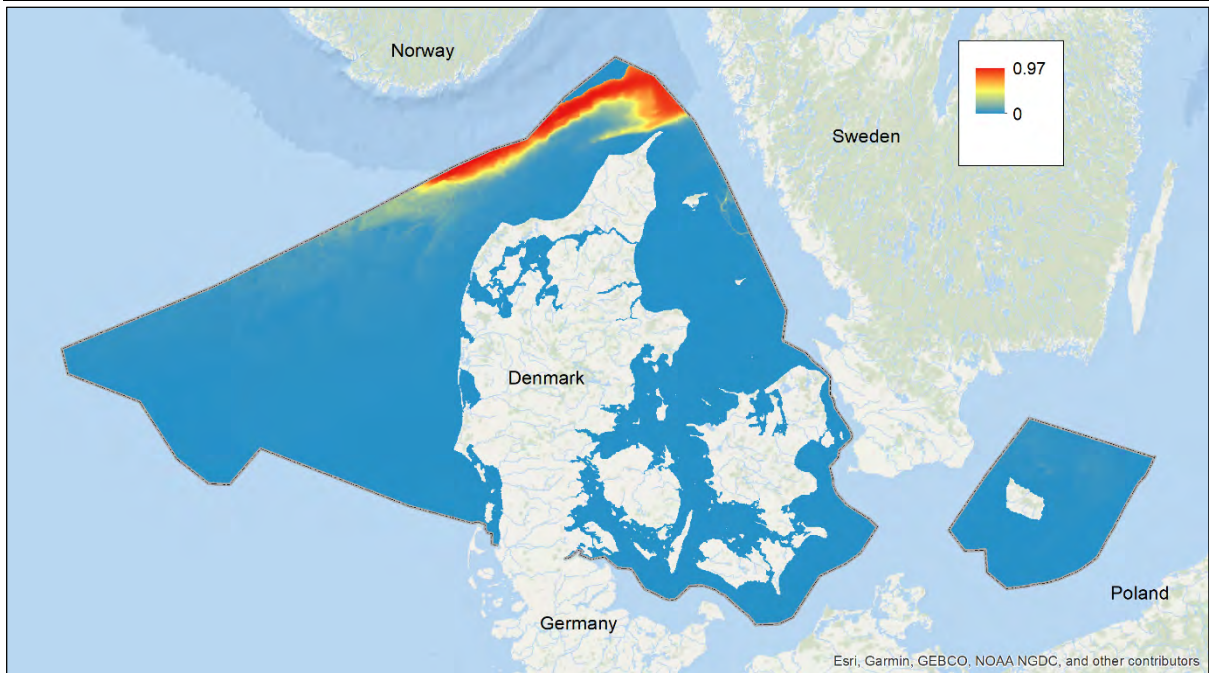 Norway
0.97
0
Sweden
Denmark
Germany
Poland
Esri, Garmin, GEBCO, NOAA NGDC, and other contributors